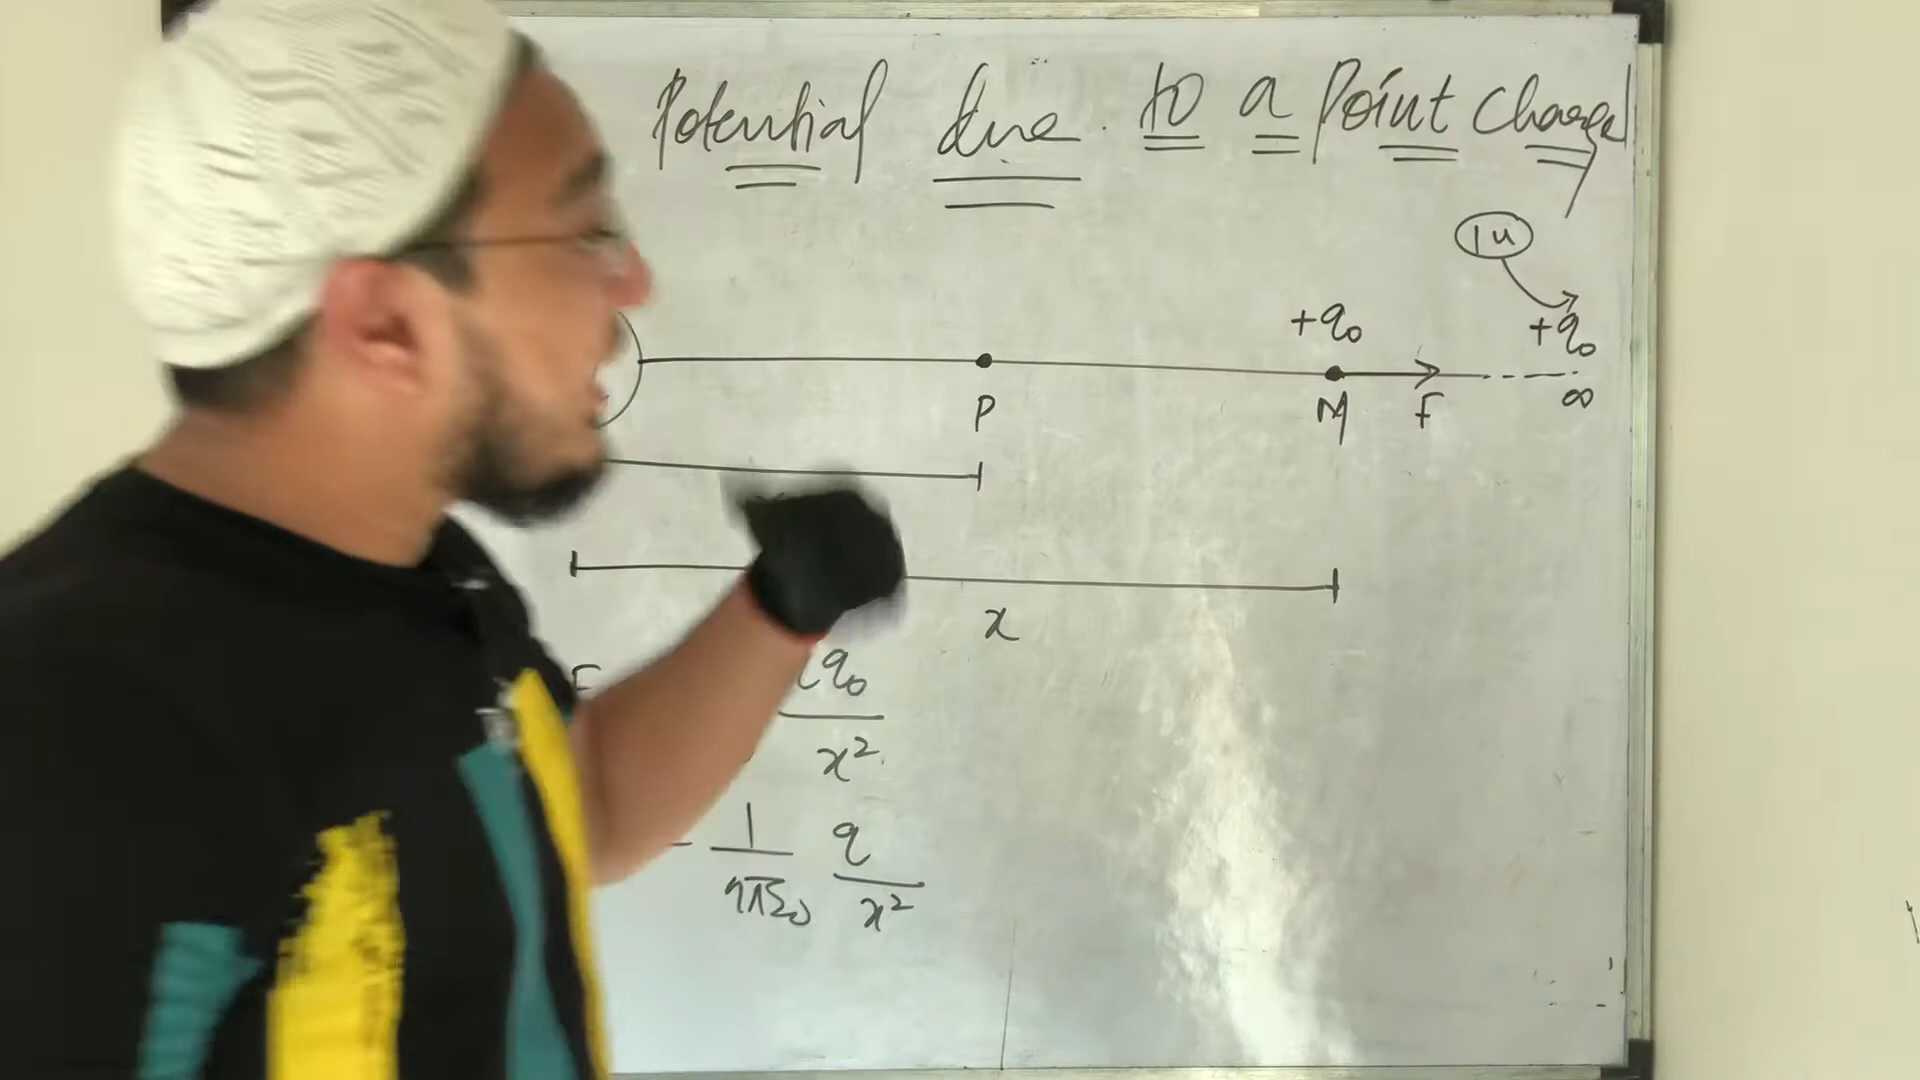 Potential due to a Point Charge
1u
+q₀ +q₀
P M F ∞
x
F q₀
x²
1 q
4πε₀ x²